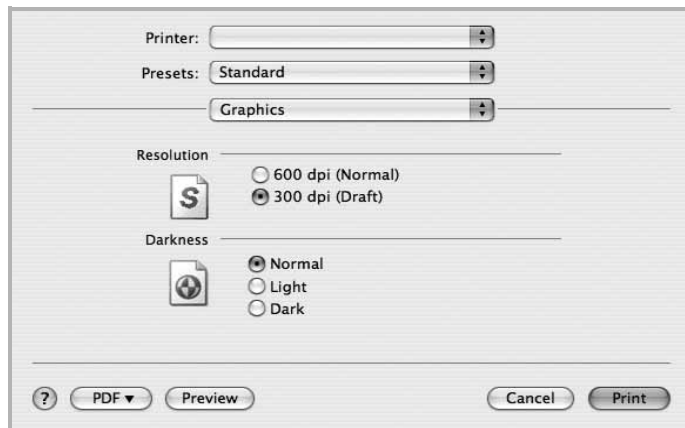 Printer:
Presets: Standard
Graphics
Resolution
600 dpi (Normal)
S
300 dpi (Draft)
Darkness
Normal
Light
Dark
? PDF▼ Preview Cancel Print